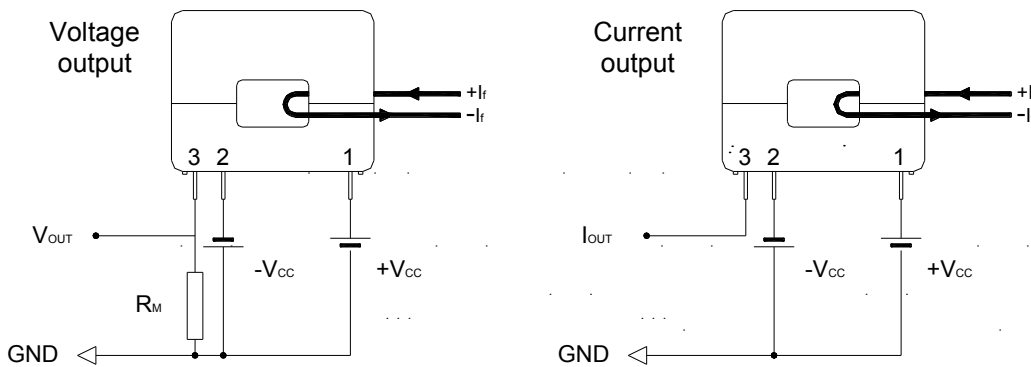 Voltage
output
+If
-If
3 2 1
VOUT
-VCC
+VCC
RM
GND
Current
output
+I
-I
3 2 1
IOUT
-VCC
+VCC
GND